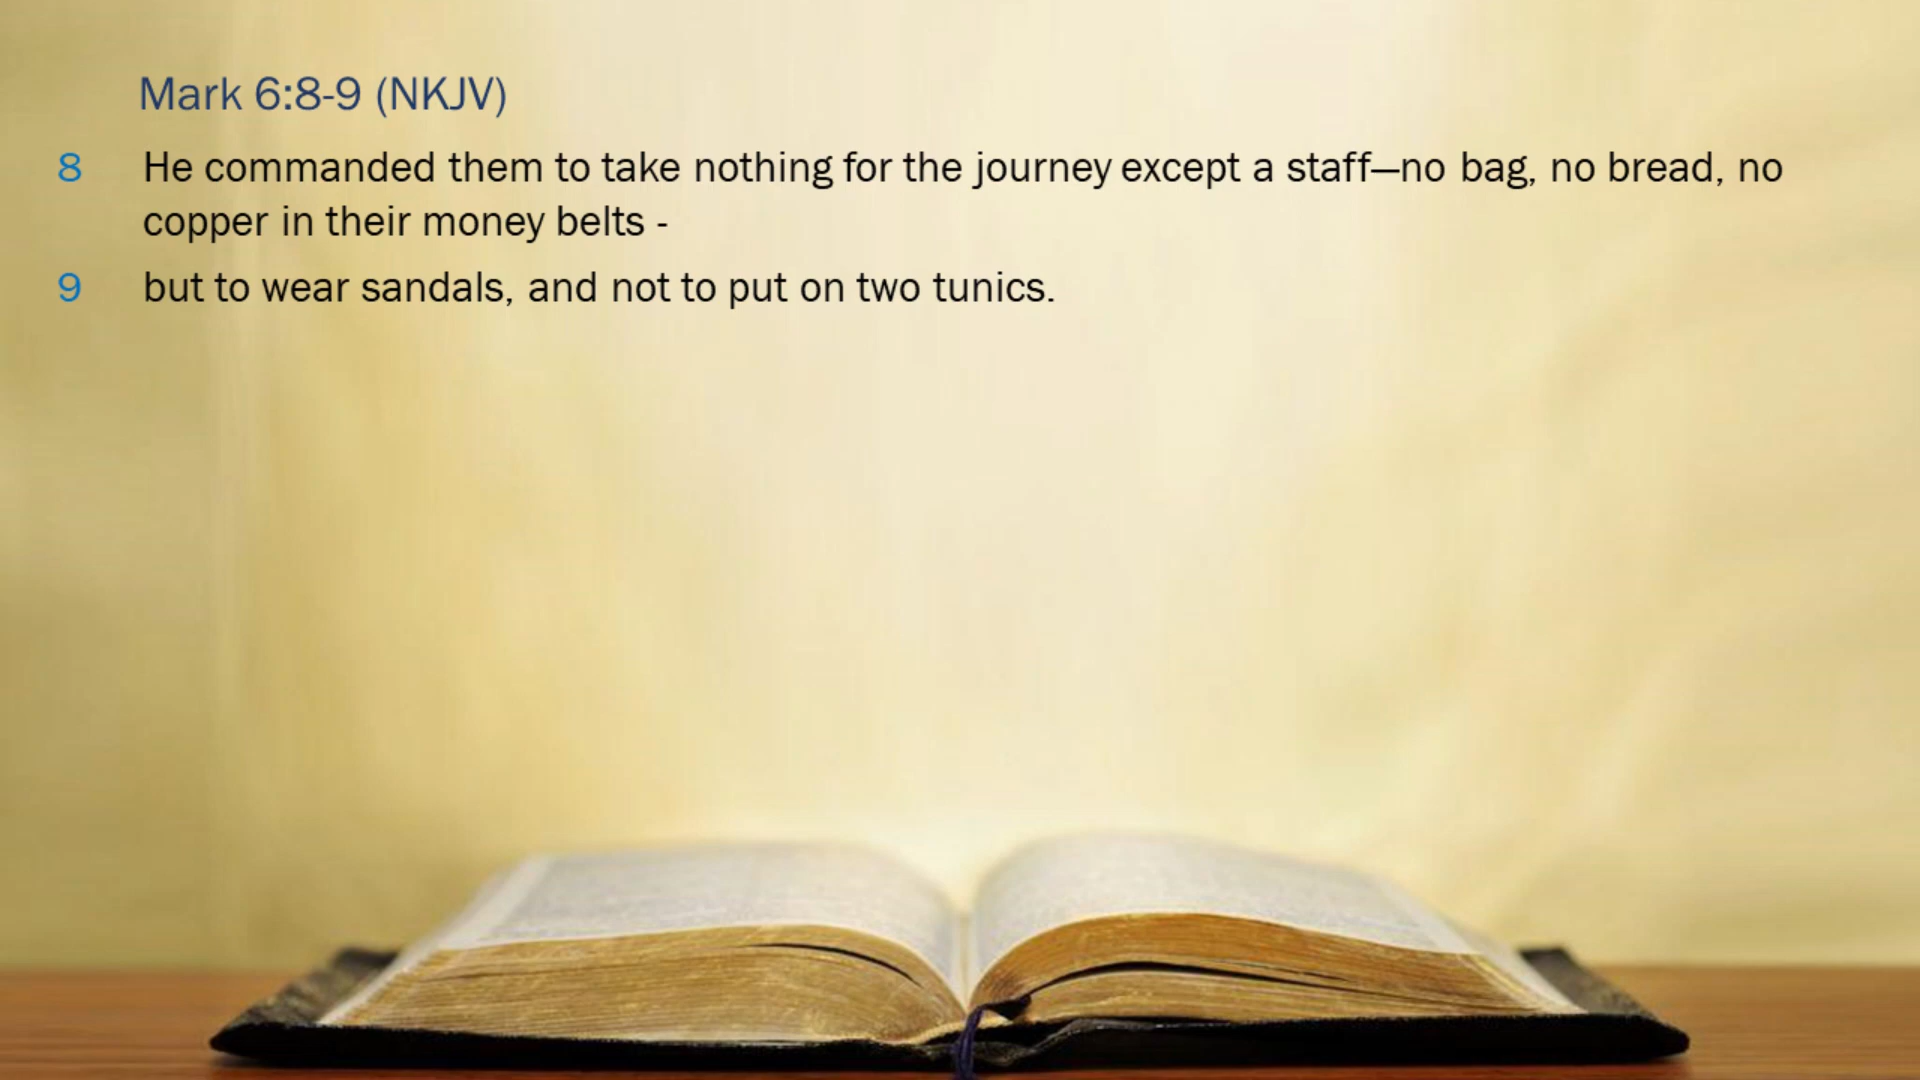 Mark 6:8-9 (NKJV)
8 He commanded them to take nothing for the journey except a staff—no bag, no bread, no
copper in their money belts -
9 but to wear sandals, and not to put on two tunics.